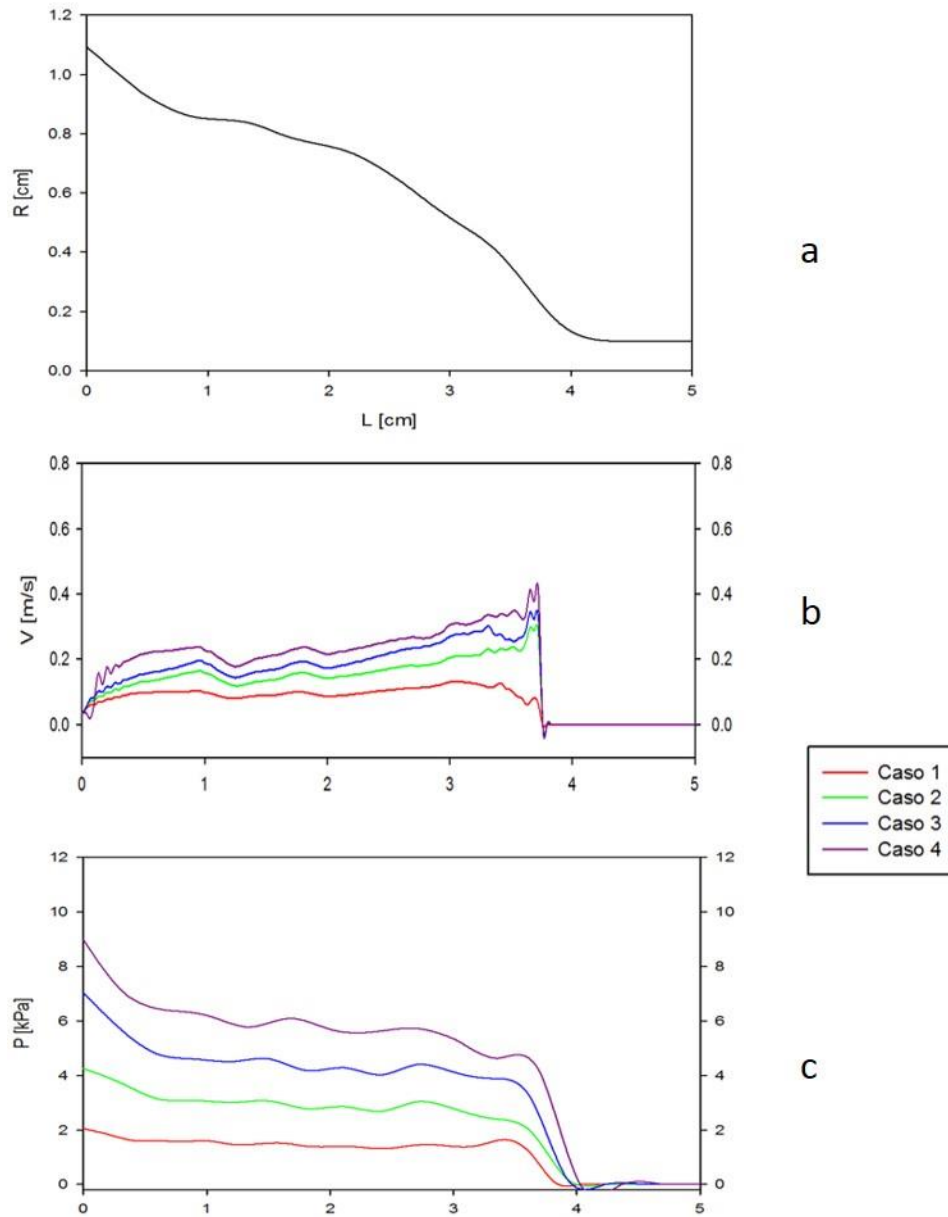 1.2
1.0
0.8
0.6
0.4
0.2
0.0
R [cm]
0 1 2 3 4 5
L [cm]
a
0.8 0.8
0.6 0.6
0.4 0.4
0.2 0.2
0.0 0.0
V [m/s]
0 1 2 3 4 5
b
Caso 1
Caso 2
Caso 3
Caso 4
12 12
10 10
8 8
6 6
4 4
2 2
0 0
P [kPa]
0 1 2 3 4 5
c